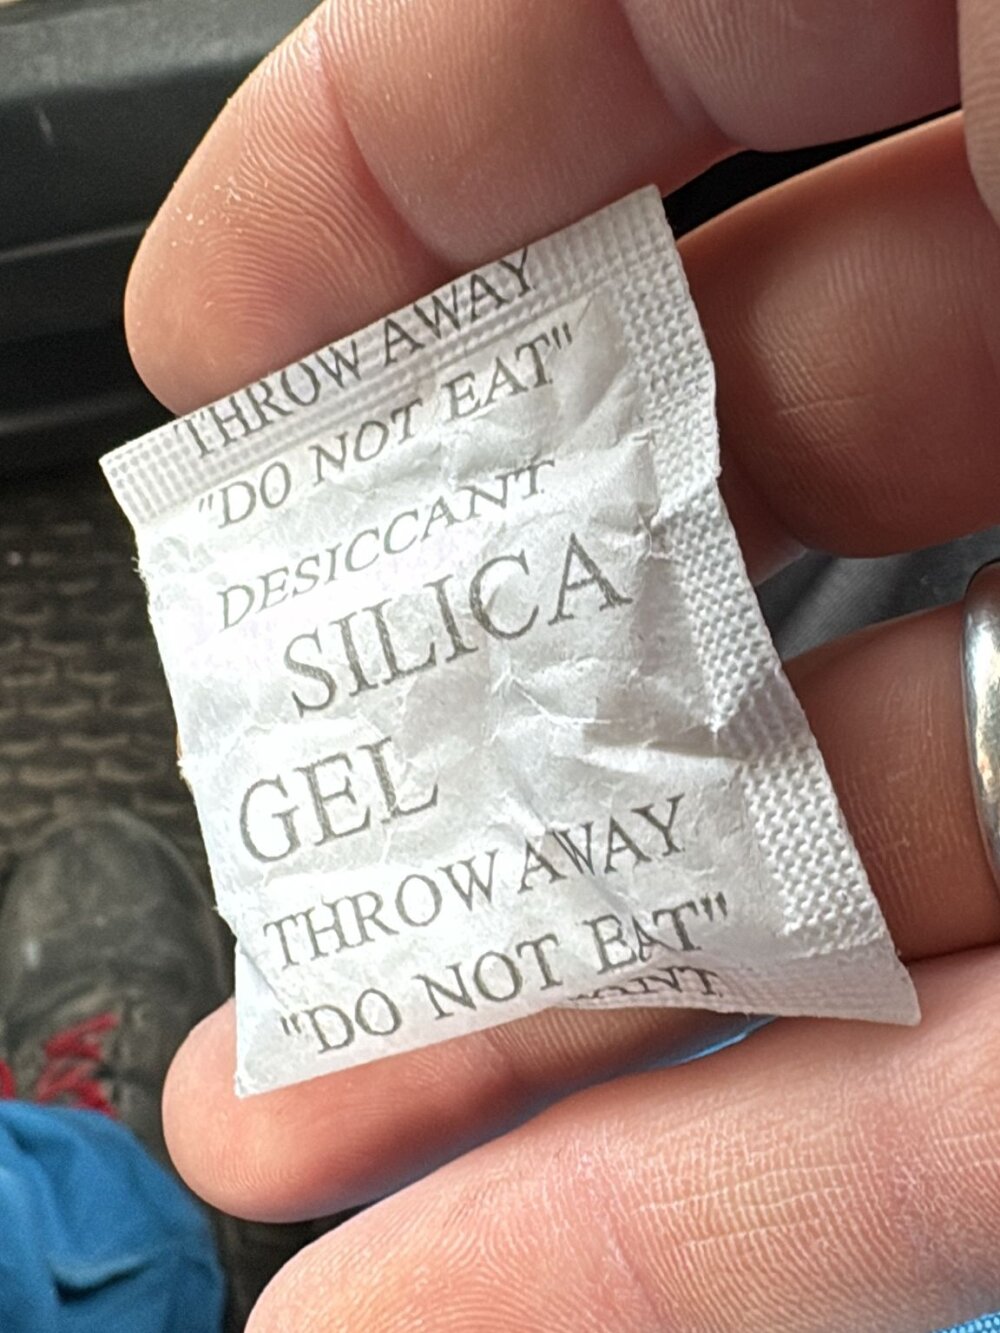 THROW AWAY
"DO NOT EAT"
DESICCANT
SILICA
GEL
THROW AWAY
"DO NOT EAT"